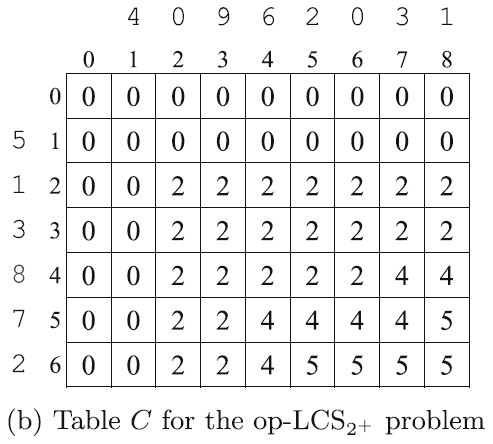 4 0 9 6 2 0 3 1
0 1 2 3 4 5 6 7 8
0 0 0 0 0 0 0 0 0 0
5 1 0 0 0 0 0 0 0 0 0
1 2 0 0 2 2 2 2 2 2 2
3 3 0 0 2 2 2 2 2 2 2
8 4 0 0 2 2 2 2 2 4 4
7 5 0 0 2 2 4 4 4 4 5
2 6 0 0 2 2 4 5 5 5 5
(b) Table C for the op-LCS₂₊ problem